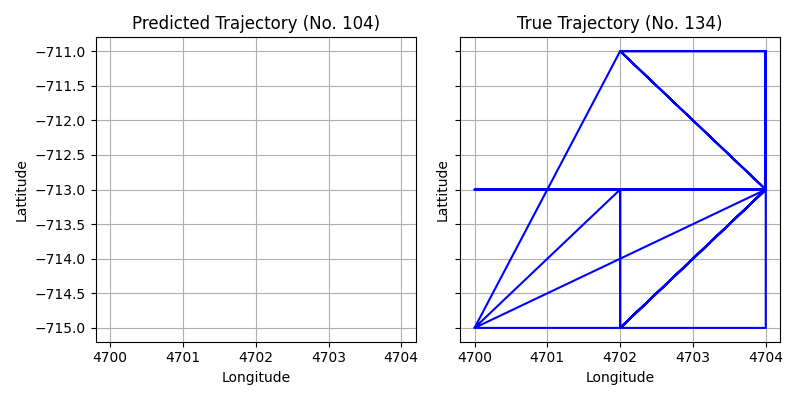 Predicted Trajectory (No. 104)
True Trajectory (No. 134)
−711.0
−711.5
−712.0
−712.5
−713.0
−713.5
−714.0
−714.5
−715.0
Lattitude
Lattitude
4700 4701 4702 4703 4704
4700 4701 4702 4703 4704
Longitude
Longitude